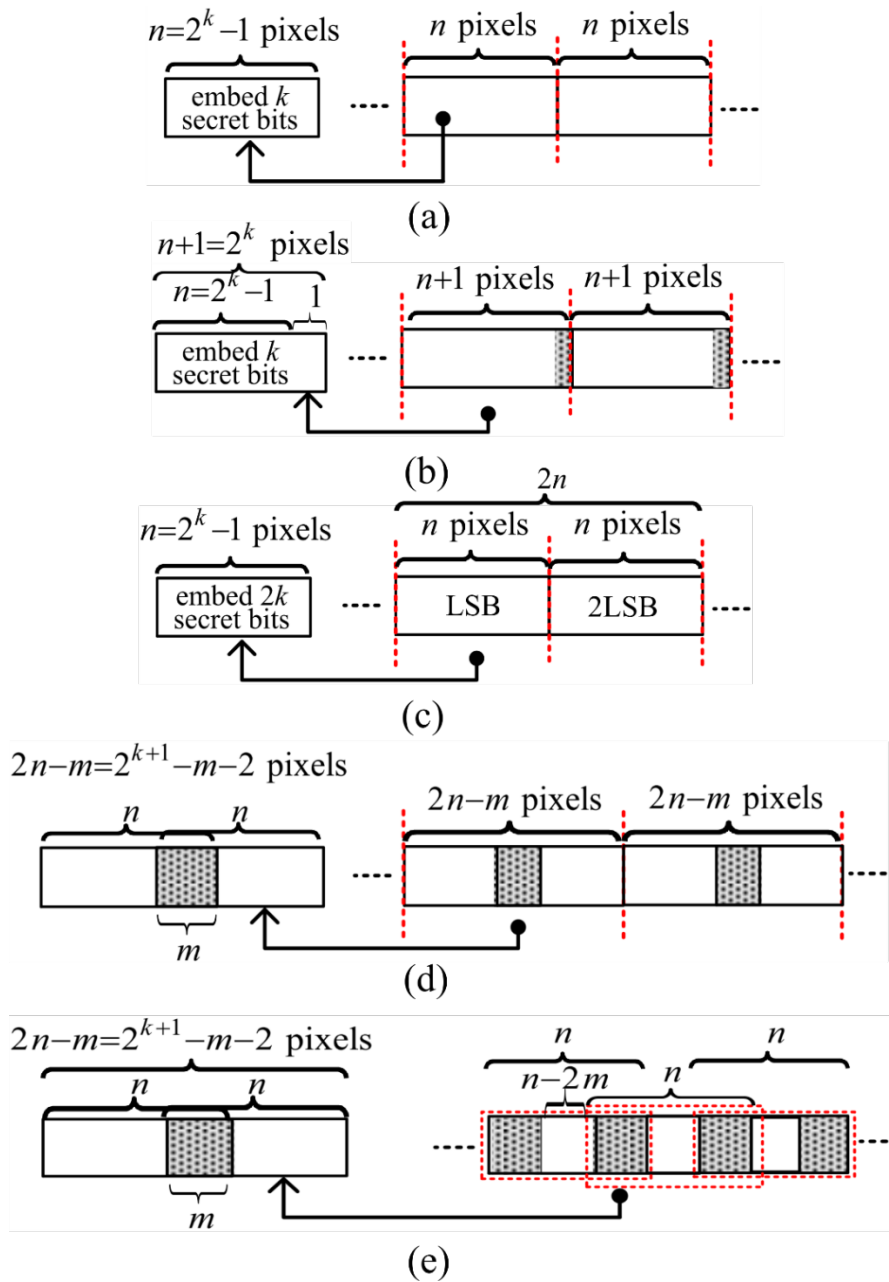 n=2^k−1 pixels
n pixels n pixels
embed k
secret bits
(a)
n+1=2^k pixels
n=2^k−1 1
n+1 pixels n+1 pixels
embed k
secret bits
(b)
2n
n=2^k−1 pixels
n pixels n pixels
embed 2k
secret bits
LSB 2LSB
(c)
2n−m=2^{k+1}−m−2 pixels
2n−m pixels 2n−m pixels
n n
m
(d)
2n−m=2^{k+1}−m−2 pixels
n n
n n
n−2m n
m
(e)